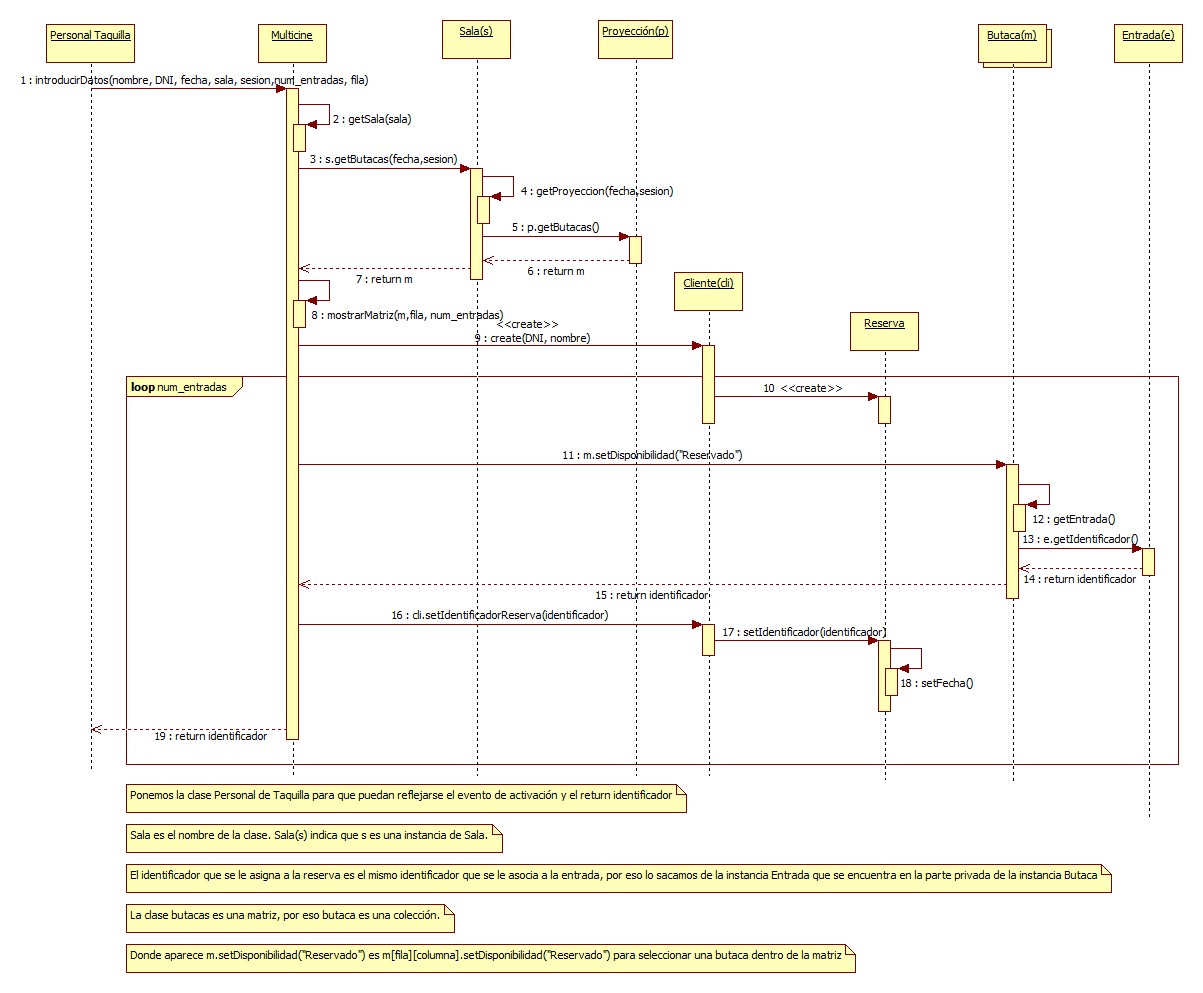 Personal Taquilla
Multicine
Sala(s)
Proyección(p)
Butaca(m)
Entrada(e)
1 : introducirDatos(nombre, DNI, fecha, sala, sesion,num_entradas, fila)
2 : getSala(sala)
3 : s.getButacas(fecha,sesion)
4 : getProyeccion(fecha,sesion)
5 : p.getButacas()
6 : return m
7 : return m
Cliente(cli)
8 : mostrarMatriz(m,fila, num_entradas)
Reserva
<<create>>
9 : create(DNI, nombre)
loop num_entradas
10 <<create>>
11 : m.setDisponibilidad("Reservado")
12 : getEntrada()
13 : e.getIdentificador()
14 : return identificador
15 : return identificador
16 : cli.setIdentificadorReserva(identificador)
17 : setIdentificador(identificador)
18 : setFecha()
19 : return identificador
Ponemos la clase Personal de Taquilla para que puedan reflejarse el evento de activación y el return identificador
Sala es el nombre de la clase. Sala(s) indica que s es una instancia de Sala.
El identificador que se le asigna a la reserva es el mismo identificador que se le asocia a la entrada, por eso lo sacamos de la instancia Entrada que se encuentra en la parte privada de la instancia Butaca
La clase butacas es una matriz, por eso butaca es una colección.
Donde aparece m.setDisponibilidad("Reservado") es m[fila][columna].setDisponibilidad("Reservado") para seleccionar una butaca dentro de la matriz